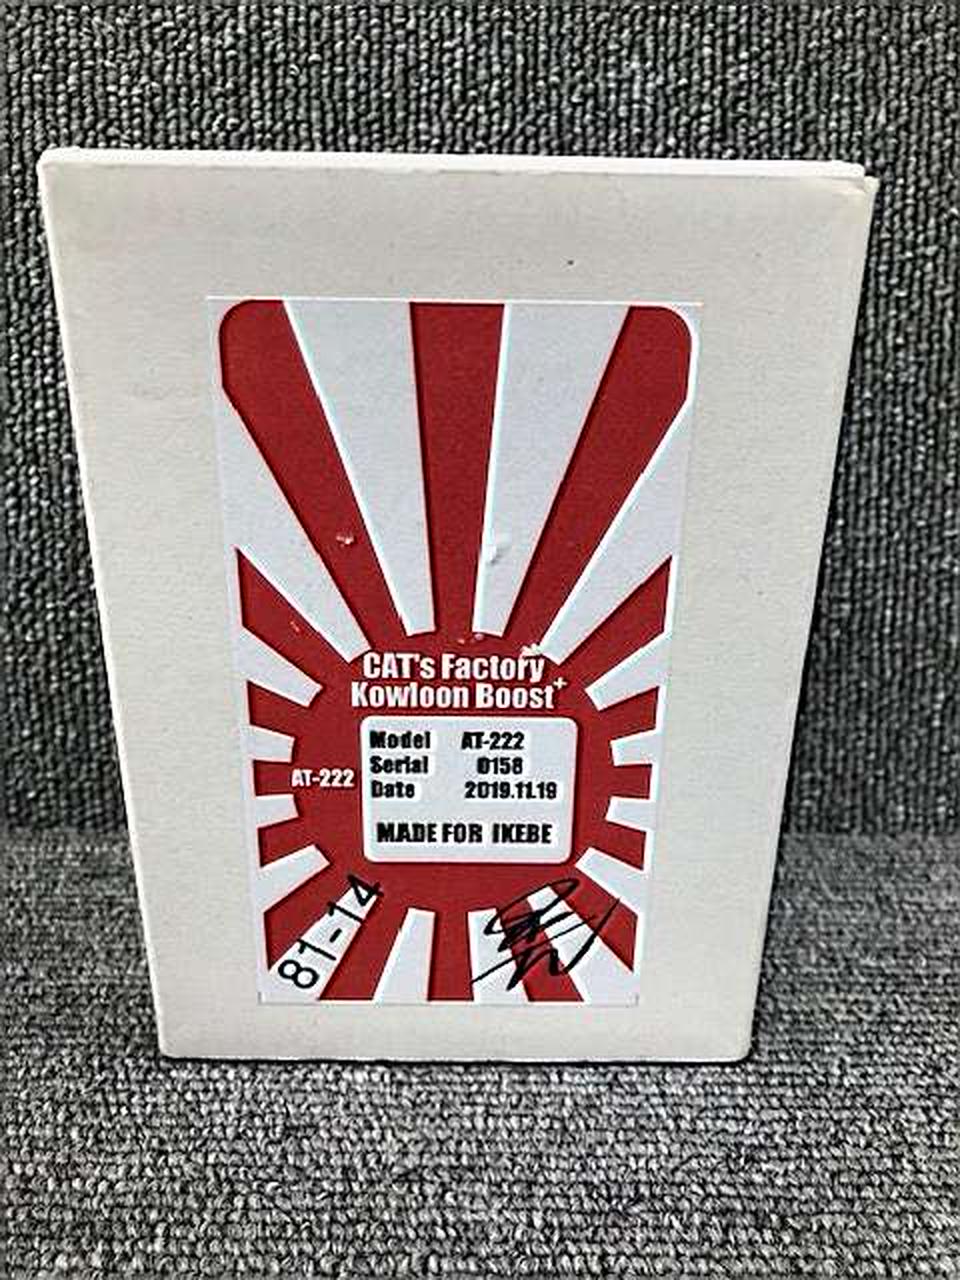 CAT's Factory
Kowloon Boost+
AT-222
Model AT-222
Serial 0158
Date 2019.11.19
MADE FOR IKEBE
81-14